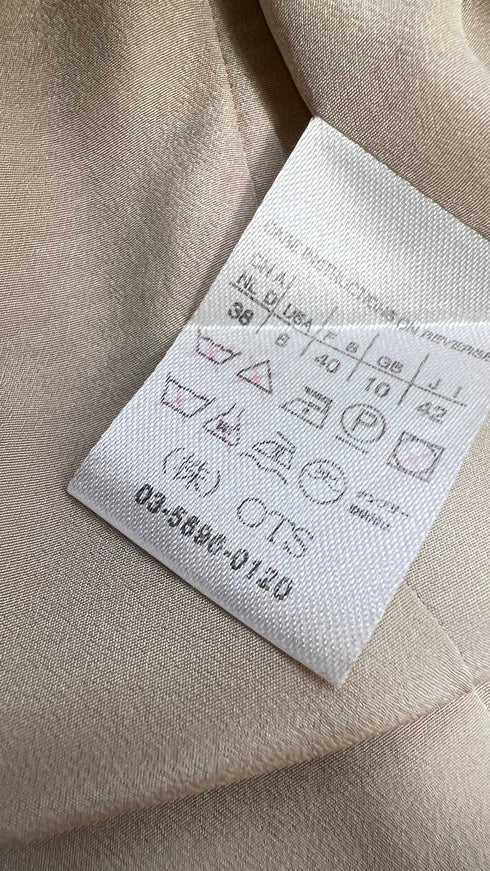 CARE INSTRUCTIONS ON REVERSE
CH A
NL D USA F B GB J I
38 8 40 10 42
P
(株) OTS
03-5690-0120